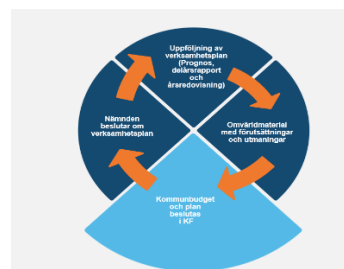 Uppföljning av
verksamhetsplan
(Prognos,
delårsrapport
och
årsredovisning)
Omvärldmaterial
med förutsättningar
och utmaningar
Kommunbudget
och plan
beslutas
i KF
Nämnden
beslutar om
verksamhetsplan